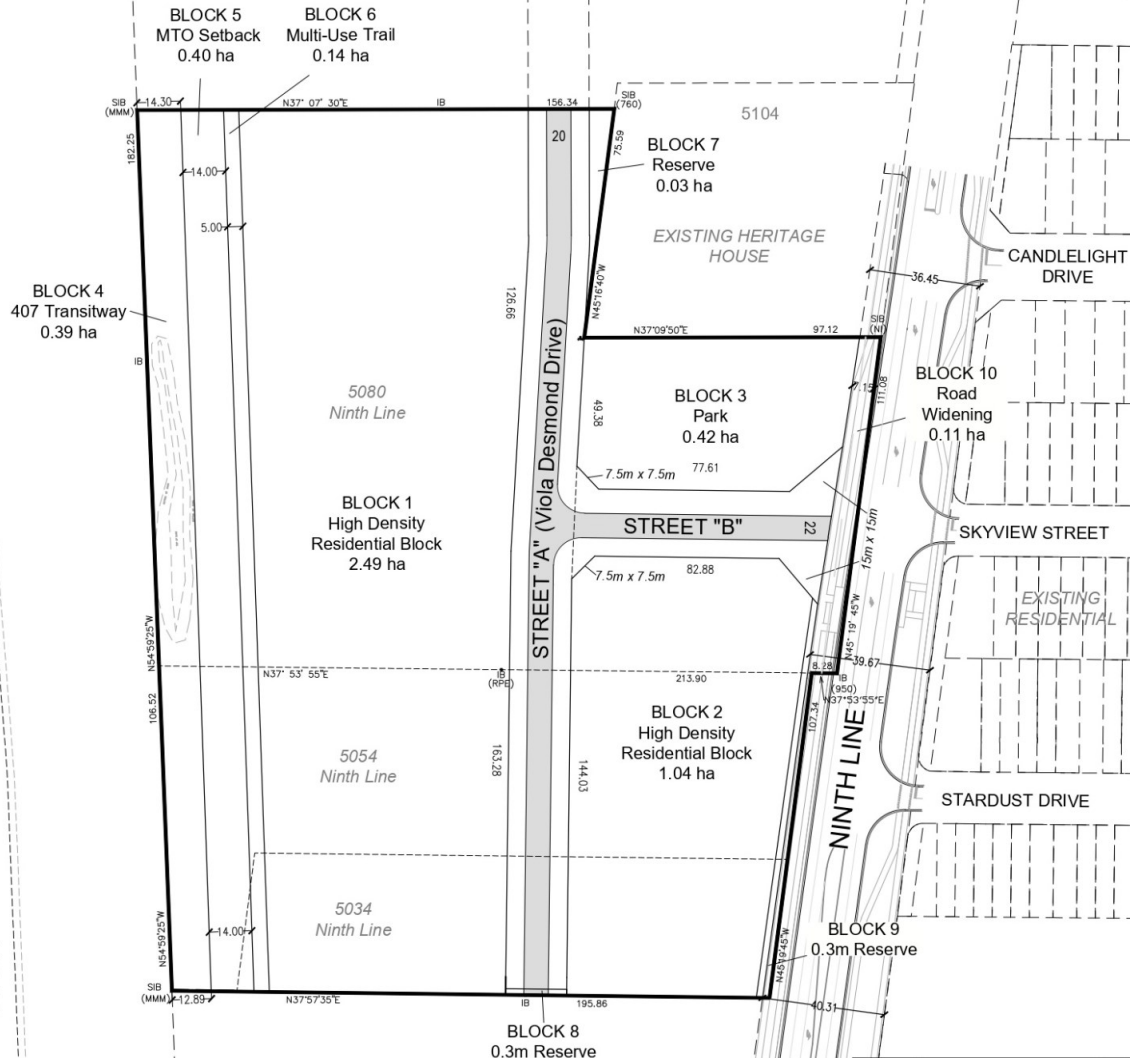 BLOCK 5
MTO Setback
0.40 ha
BLOCK 6
Multi-Use Trail
0.14 ha
SIB
(MMM)
14.30
N37° 07' 30"E
IB
156.34
SIB
(760)
182.25
14.00
5.00
20
75.59
5104
BLOCK 7
Reserve
0.03 ha
EXISTING HERITAGE
HOUSE
N45°16'40"W
36.45
CANDLELIGHT
DRIVE
BLOCK 4
407 Transitway
0.39 ha
IB
126.66
N37°09'50"E
97.12
SIB
(NI)
7.15
111.08
BLOCK 10
Road
Widening
0.11 ha
5080
Ninth Line
BLOCK 3
Park
0.42 ha
49.38
77.61
7.5m x 7.5m
BLOCK 1
High Density
Residential Block
2.49 ha
STREET "A" (Viola Desmond Drive)
STREET "B"
22
15m x 15m
SKYVIEW STREET
82.88
7.5m x 7.5m
EXISTING
RESIDENTIAL
N45° 19' 45"W
39.67
N54°59'25"W
N37° 53' 55"E
IB
(RPE)
213.90
8.28
IB
(950)
N37°53'55"E
106.52
107.34
BLOCK 2
High Density
Residential Block
1.04 ha
5054
Ninth Line
163.28
144.03
NINTH LINE
STARDUST DRIVE
5034
Ninth Line
N54°59'25"W
14.00
BLOCK 9
0.3m Reserve
N45°19'45"W
SIB
(MMM)
12.89
N37°57'35"E
IB
195.86
40.31
BLOCK 8
0.3m Reserve